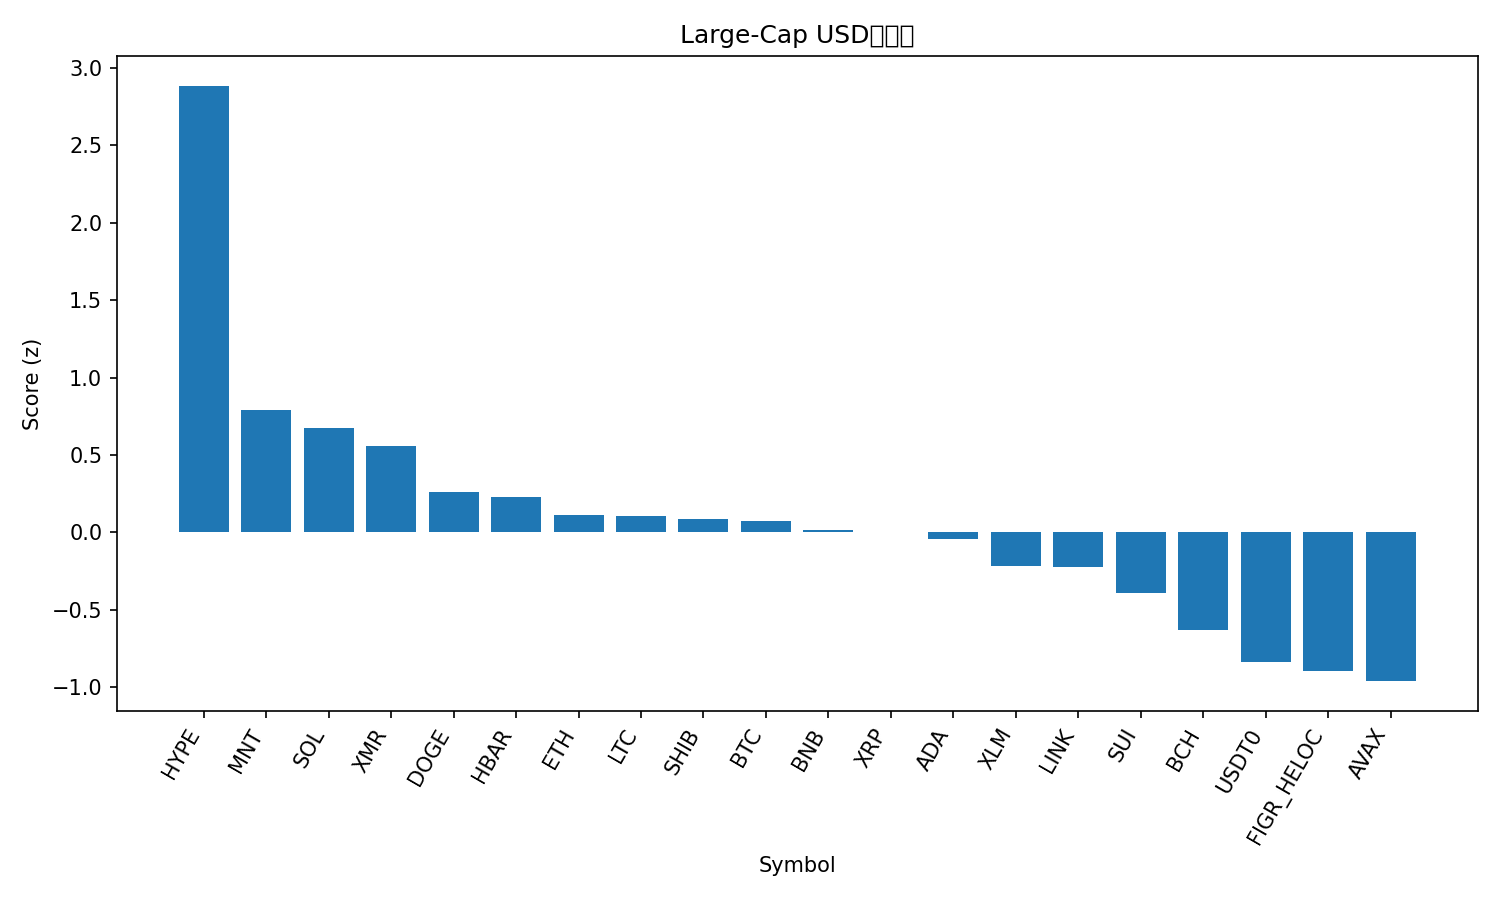 Large-Cap USD
3.0
2.5
2.0
1.5
1.0
0.5
0.0
−0.5
−1.0
Score (z)
HYPE
MNT
SOL
XMR
DOGE
HBAR
ETH
LTC
SHIB
BTC
BNB
XRP
ADA
XLM
LINK
SUI
BCH
USDT0
FIGR_HELOC
AVAX
Symbol